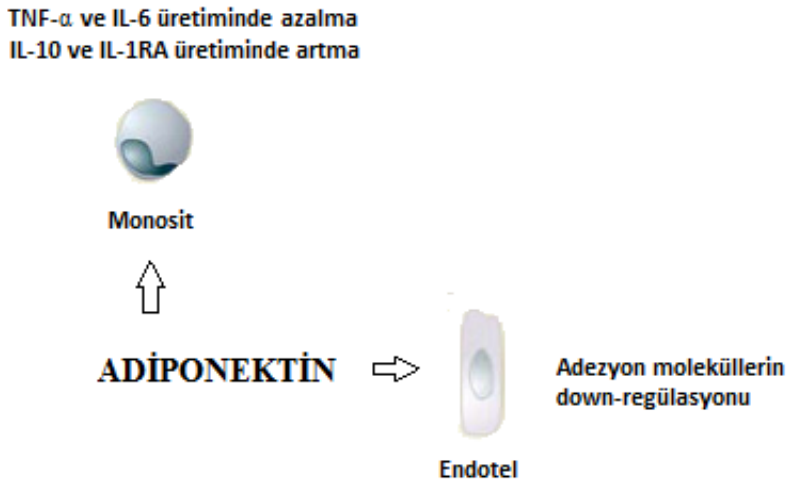 TNF-α ve IL-6 üretiminde azalma
IL-10 ve IL-1RA üretiminde artma
Monosit
ADİPONEKTİN
Adezyon moleküllerin
down-regülasyonu
Endotel